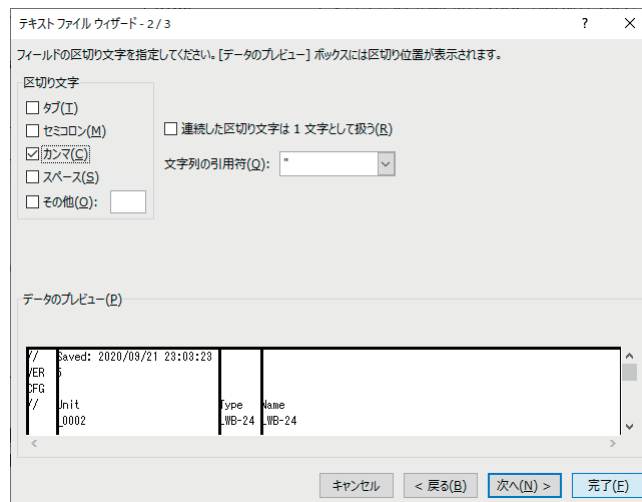 テキスト ファイル ウィザード - 2 / 3 ? ×
フィールドの区切り文字を指定してください。[データのプレビュー] ボックスには区切り位置が表示されます。
区切り文字
タブ(T)
セミコロン(M)
カンマ(C)
スペース(S)
その他(O):
連続した区切り文字は 1 文字として扱う(R)
文字列の引用符(Q): "
データのプレビュー(P)
// Saved: 2020/09/21 23:03:23
VER 5
CFG
// Unit Type Name
L0002 LWB-24 LWB-24
キャンセル < 戻る(B) 次へ(N) > 完了(F)